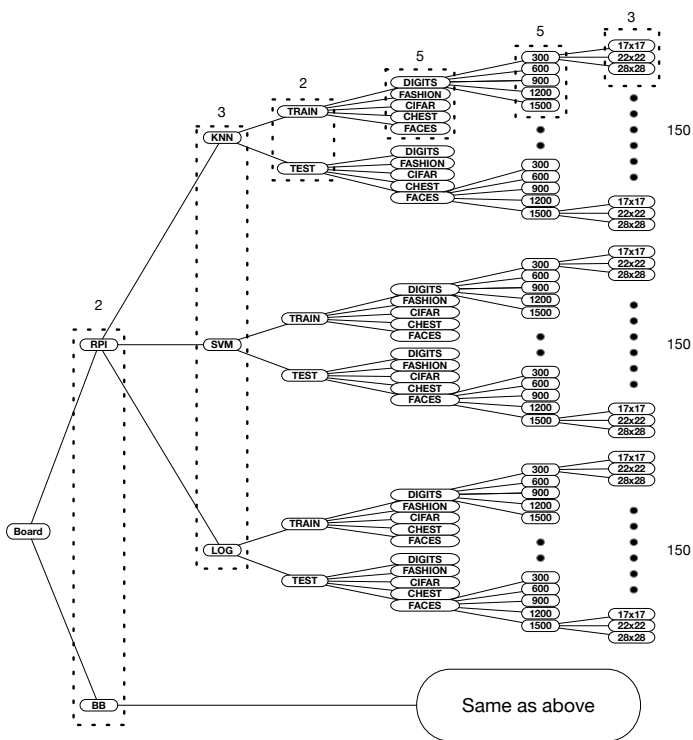 3
5
5
2
3
2
17x17
22x22
28x28
300
600
900
1200
1500
DIGITS
FASHION
CIFAR
CHEST
FACES
TRAIN
KNN
150
TEST
DIGITS
FASHION
CIFAR
CHEST
FACES
300
600
900
1200
1500
17x17
22x22
28x28
17x17
22x22
28x28
300
600
900
1200
1500
DIGITS
FASHION
CIFAR
CHEST
FACES
TRAIN
RPI
SVM
150
TEST
DIGITS
FASHION
CIFAR
CHEST
FACES
300
600
900
1200
1500
17x17
22x22
28x28
17x17
22x22
28x28
300
600
900
1200
1500
DIGITS
FASHION
CIFAR
CHEST
FACES
TRAIN
Board
LOG
150
TEST
DIGITS
FASHION
CIFAR
CHEST
FACES
300
600
900
1200
1500
17x17
22x22
28x28
BB
Same as above